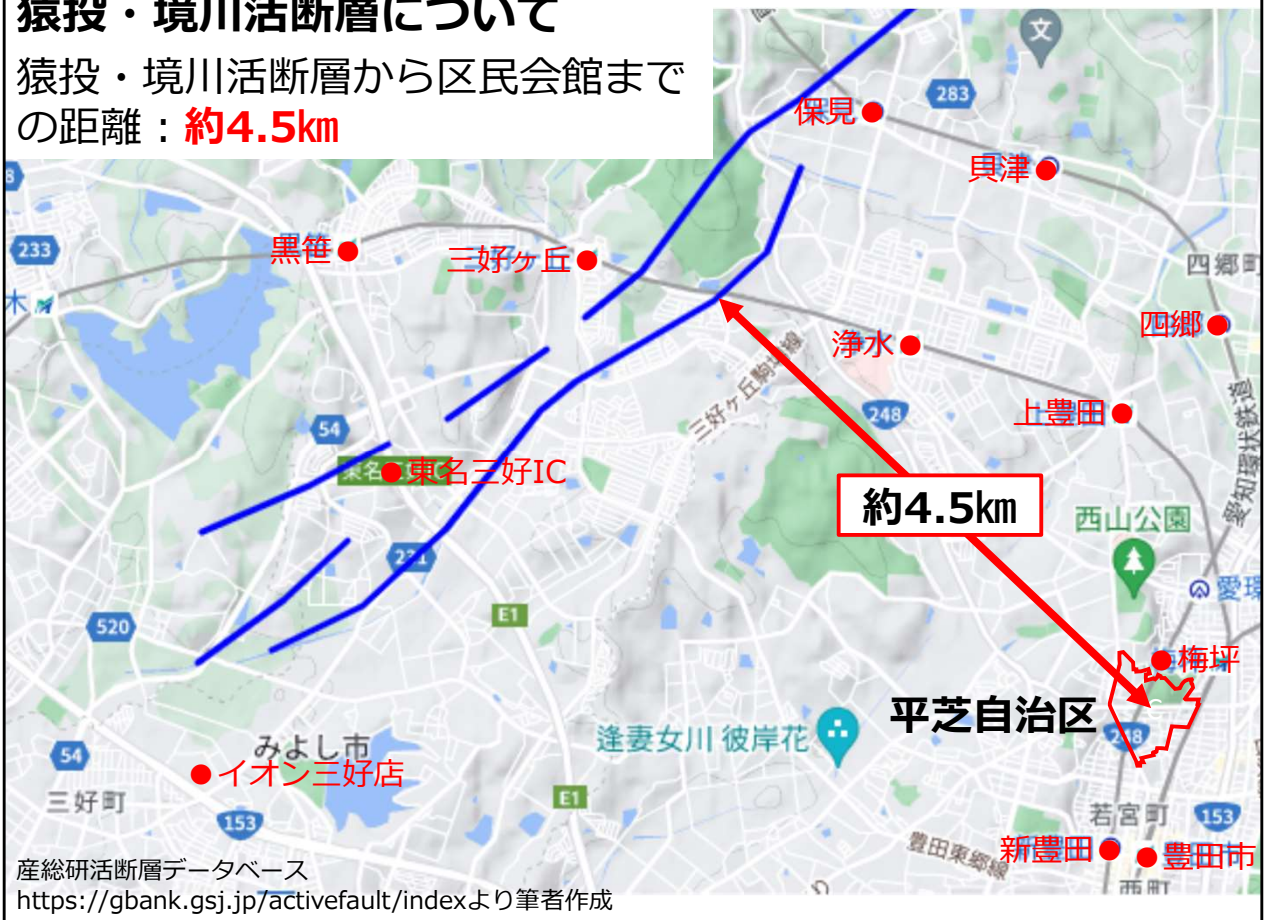 猿投・境川活断層について
猿投・境川活断層から区民会館まで
の距離：約4.5㎞
283
保見
貝津
233
黒笹
三好ヶ丘
四郷町
木
四郷
浄水
三好ヶ丘駒場線
248
上豊田
54
東名三好IC
愛知環状鉄道
約4.5㎞
西山公園
231
愛環
E1
520
梅坪
平芝自治区
248
逢妻女川 彼岸花
みよし市
54
イオン三好店
三好町
E1
153
若宮町
153
豊田東郷線
新豊田
豊田市
西町
産総研活断層データベース
https://gbank.gsj.jp/activefault/indexより筆者作成